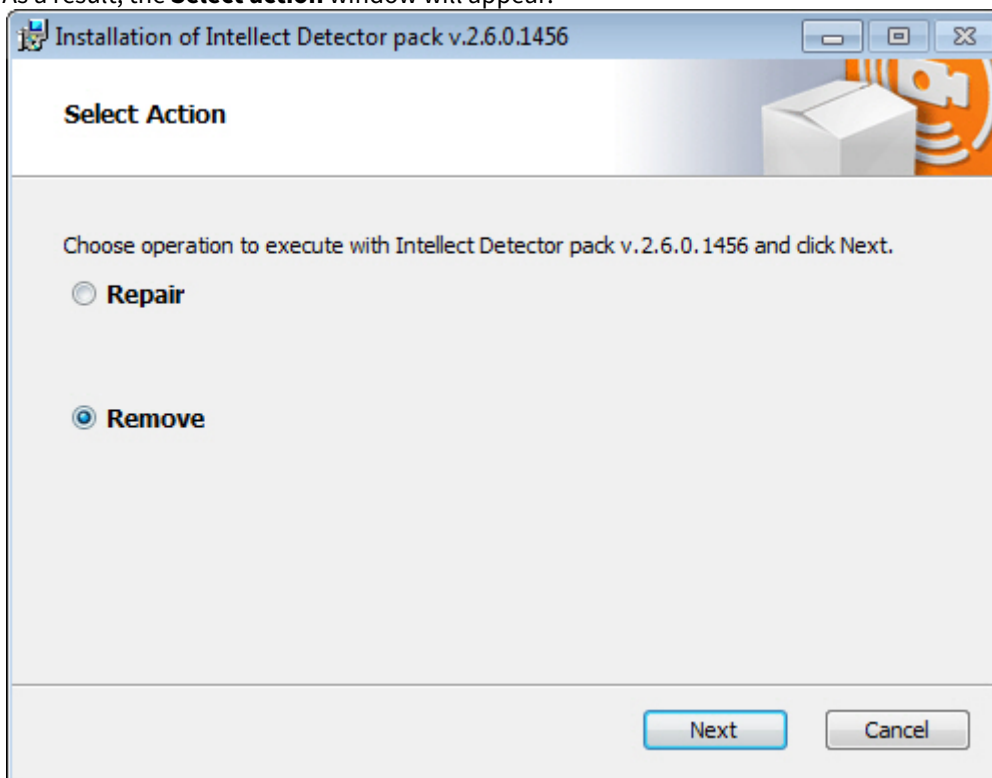 As a result, the Select action window will appear.
Installation of Intellect Detector pack v.2.6.0.1456
Select Action
Choose operation to execute with Intellect Detector pack v.2.6.0.1456 and click Next.
Repair
Remove
Next
Cancel